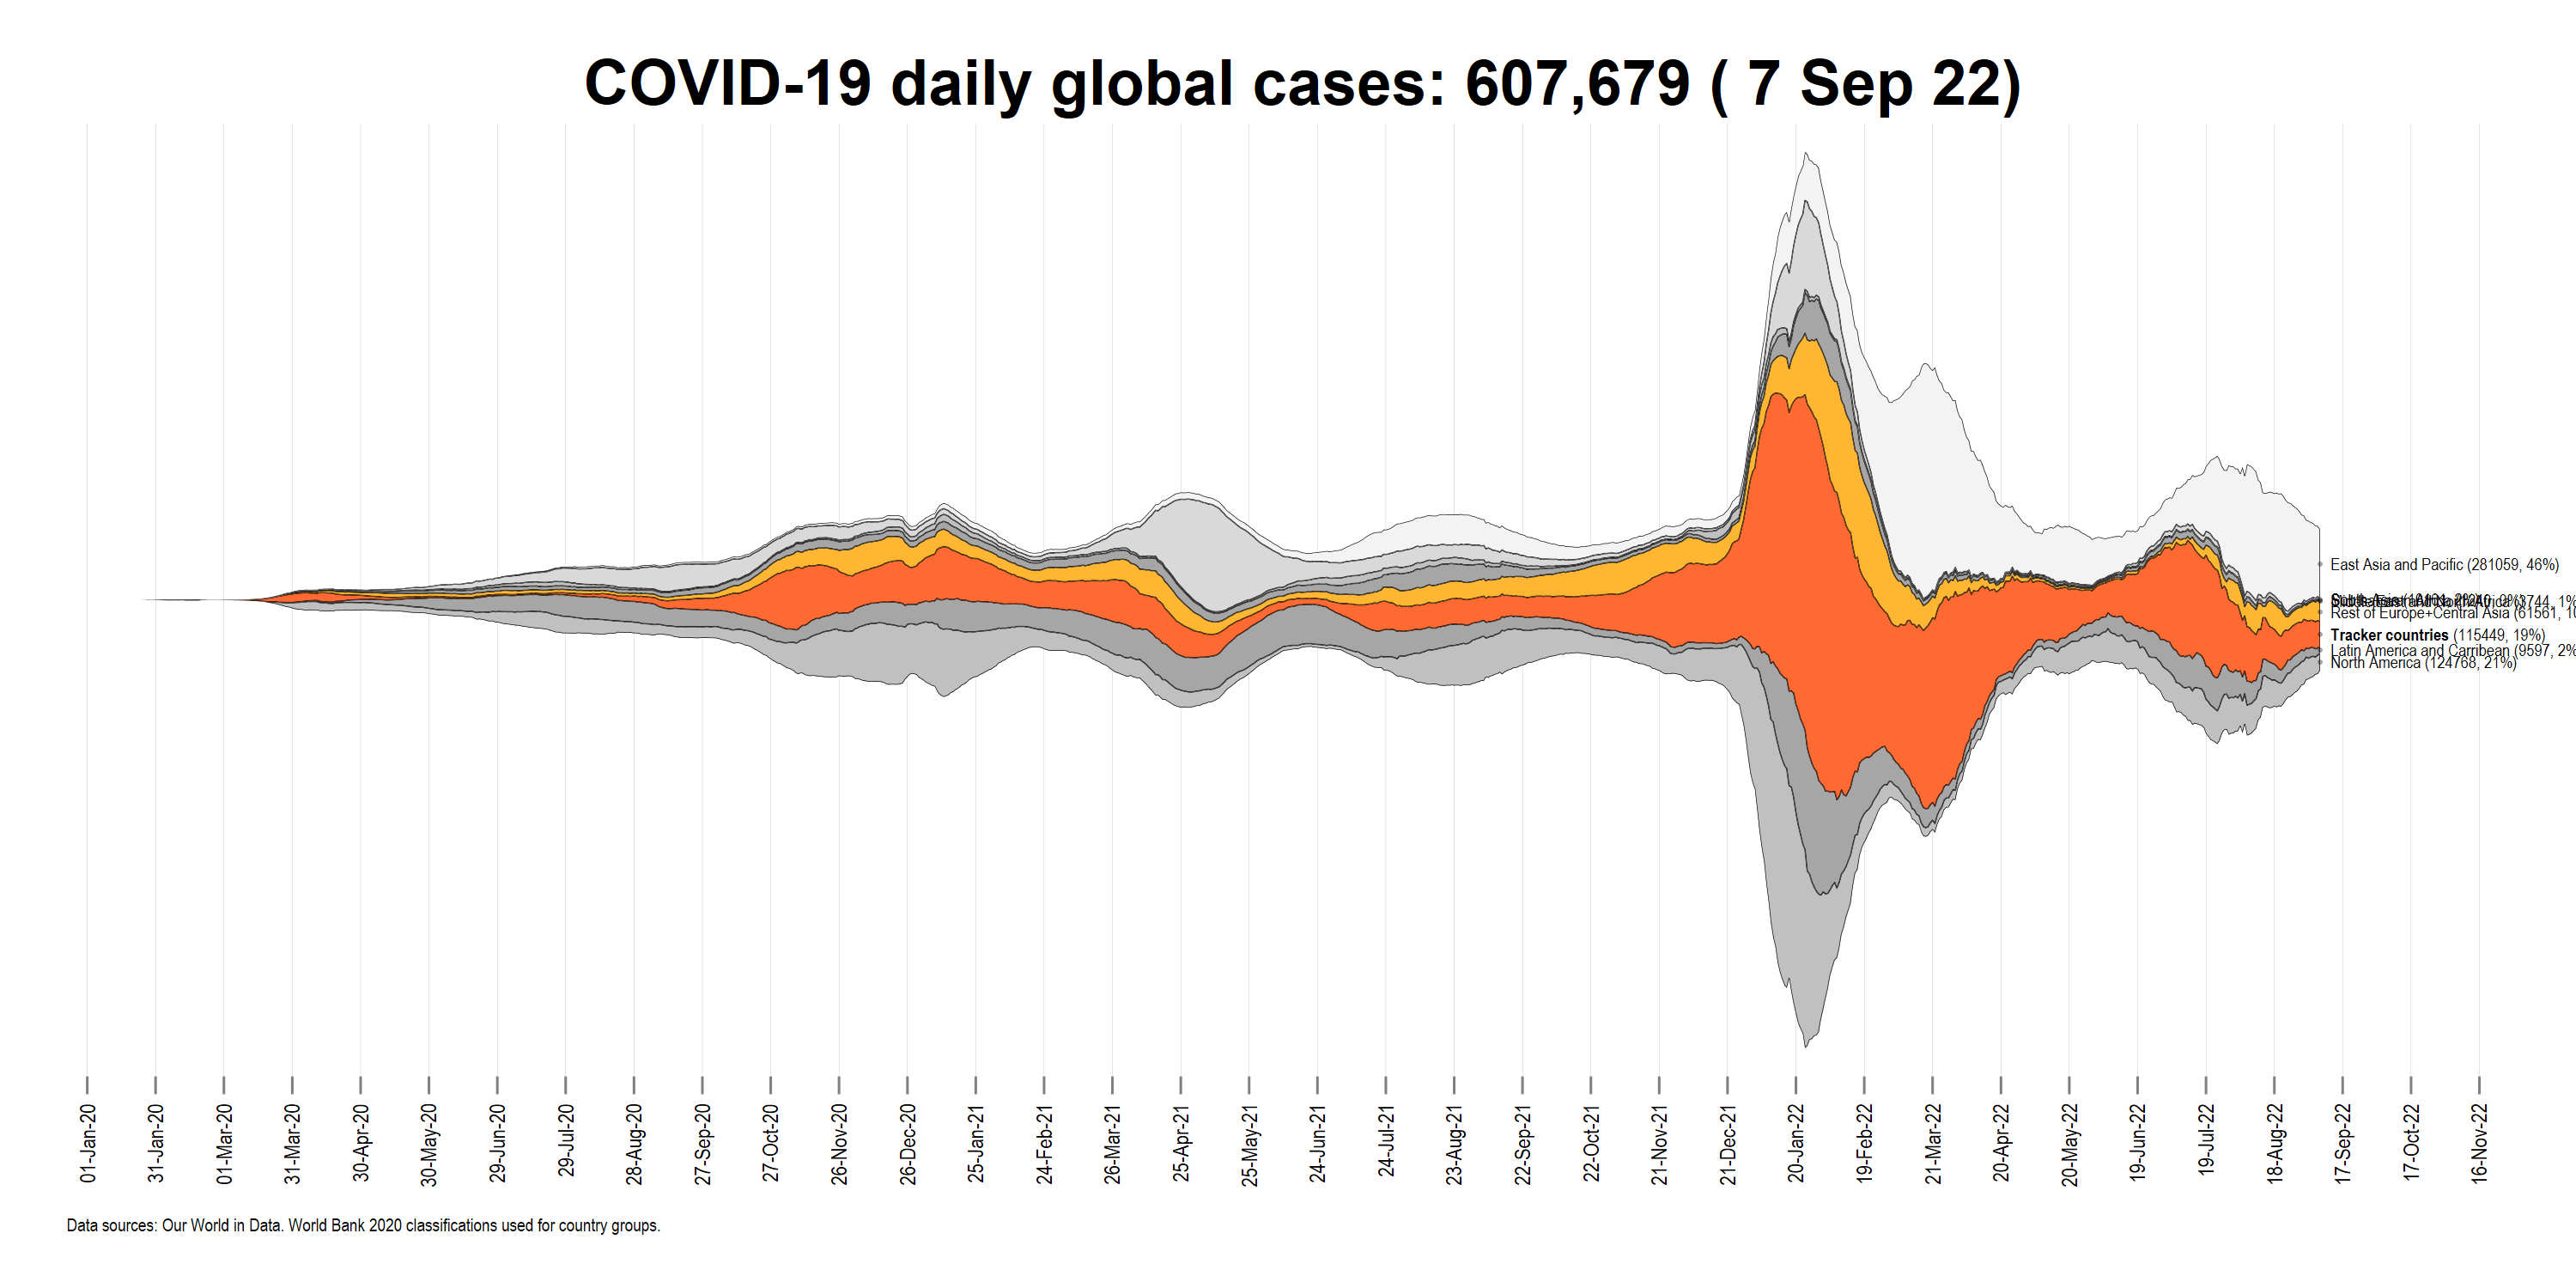 COVID-19 daily global cases: 607,679 ( 7 Sep 22)
East Asia and Pacific (281059, 46%)
Rest of Europe+Central Asia (61551, 10
Tracker countries (115449, 19%)
Latin America and Carribean (9597, 2%
North America (124768, 21%)
01-Jan-20
31-Jan-20
01-Mar-20
31-Mar-20
30-Apr-20
30-May-20
29-Jun-20
29-Jul-20
28-Aug-20
27-Sep-20
27-Oct-20
26-Nov-20
26-Dec-20
25-Jan-21
24-Feb-21
26-Mar-21
25-Apr-21
25-May-21
24-Jun-21
24-Jul-21
23-Aug-21
22-Sep-21
22-Oct-21
21-Nov-21
21-Dec-21
20-Jan-22
19-Feb-22
21-Mar-22
20-Apr-22
20-May-22
19-Jun-22
19-Jul-22
18-Aug-22
17-Sep-22
17-Oct-22
16-Nov-22
Data sources: Our World in Data. World Bank 2020 classifications used for country groups.